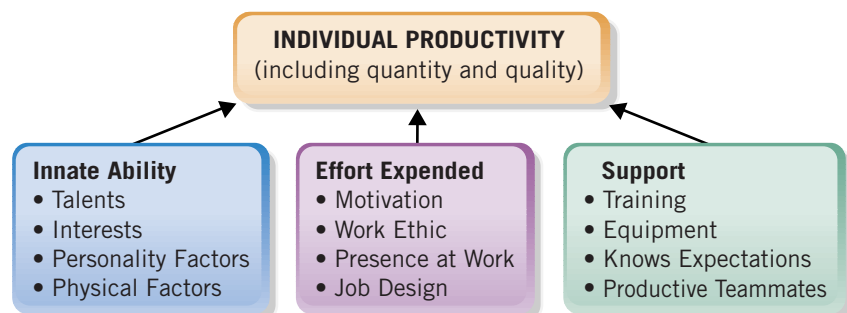 INDIVIDUAL PRODUCTIVITY
(including quantity and quality)
Innate Ability
• Talents
• Interests
• Personality Factors
• Physical Factors
Effort Expended
• Motivation
• Work Ethic
• Presence at Work
• Job Design
Support
• Training
• Equipment
• Knows Expectations
• Productive Teammates